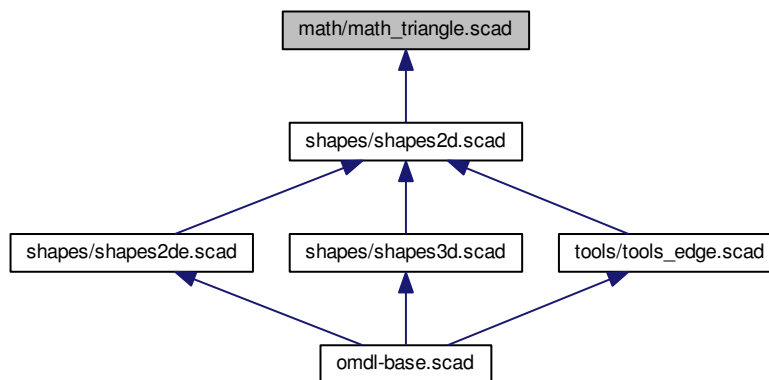 math/math_triangle.scad
shapes/shapes2d.scad
shapes/shapes2de.scad
shapes/shapes3d.scad
tools/tools_edge.scad
omdl-base.scad